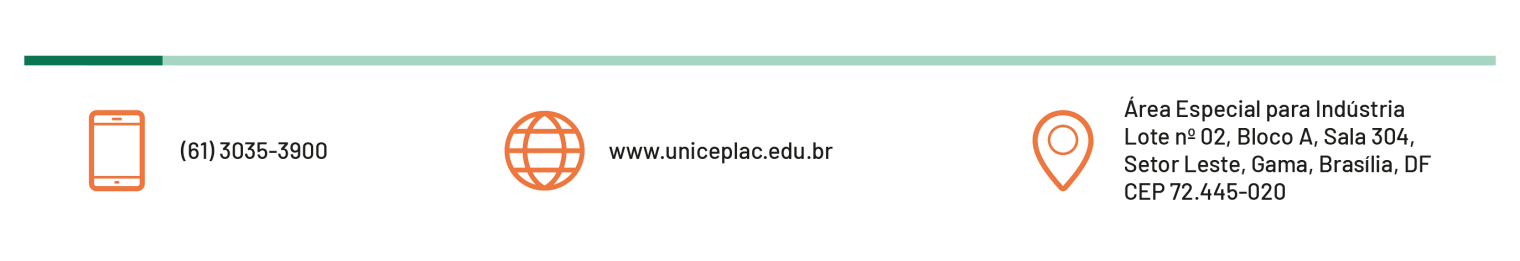 (61) 3035-3900
www.uniceplac.edu.br
Área Especial para Indústria
Lote nº 02, Bloco A, Sala 304,
Setor Leste, Gama, Brasília, DF
CEP 72.445-020